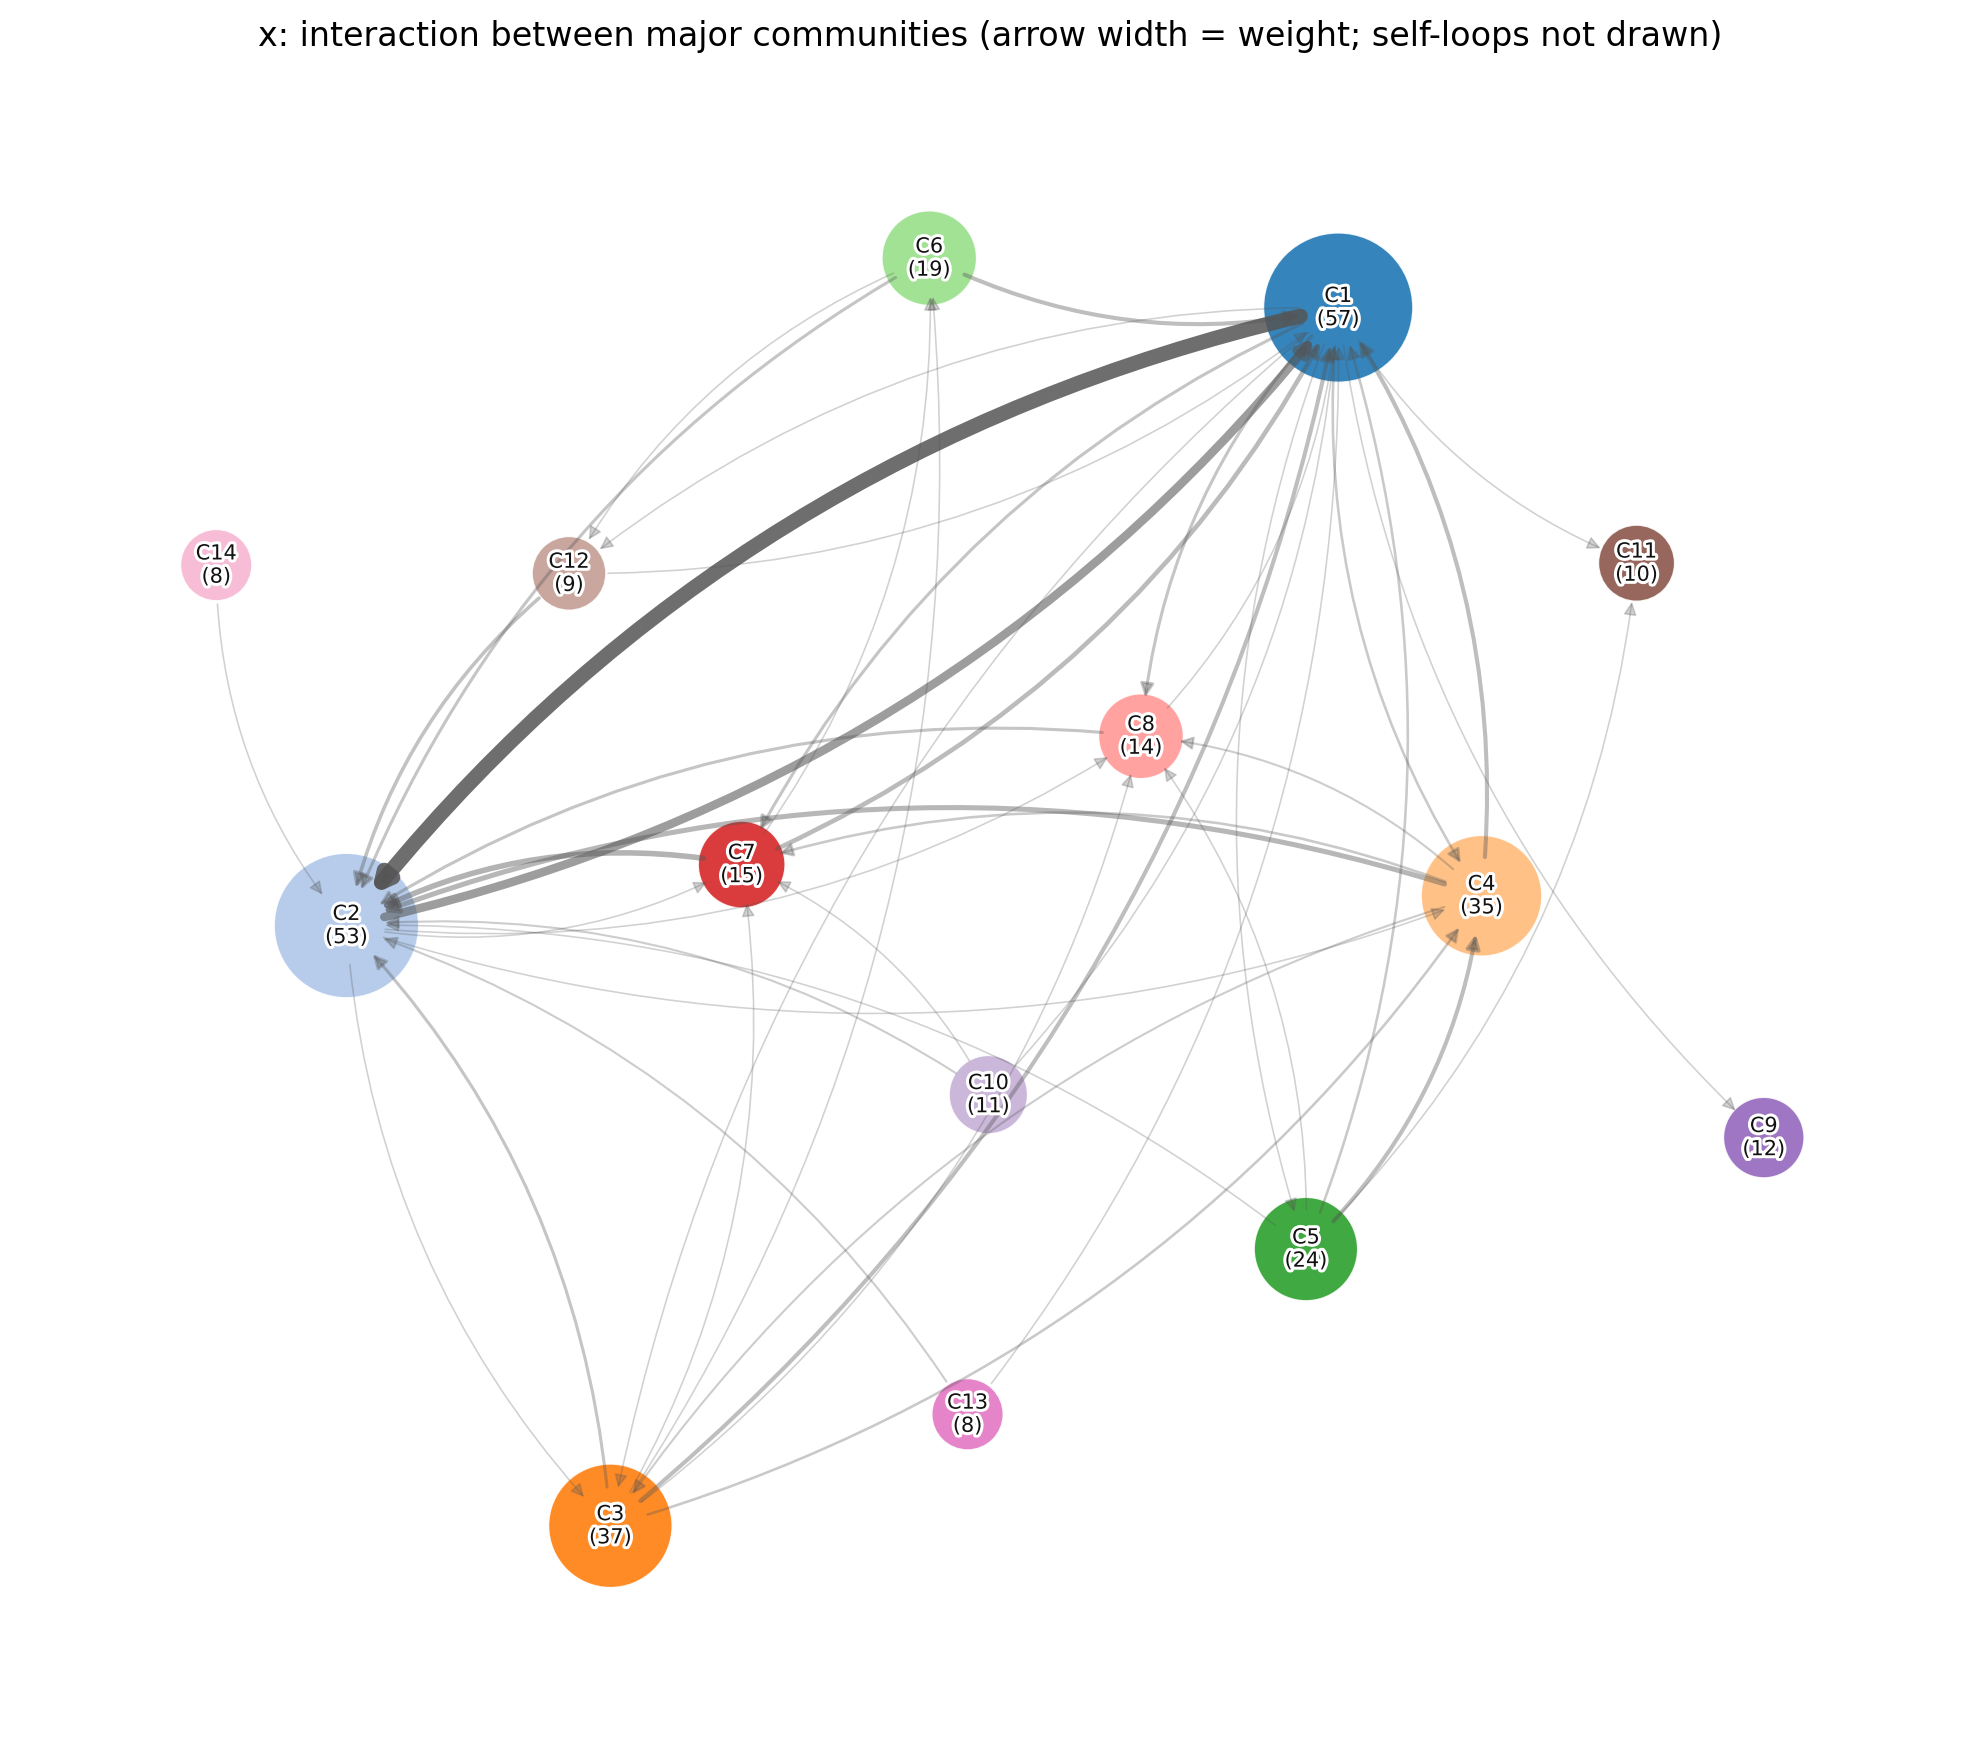 x: interaction between major communities (arrow width = weight; self-loops not drawn)
C6
(19)
C1
(57)
C14
(8)
C12
(9)
C11
(10)
C8
(14)
C7
(15)
C4
(35)
C2
(53)
C10
(11)
C9
(12)
C5
(24)
C13
(8)
C3
(37)